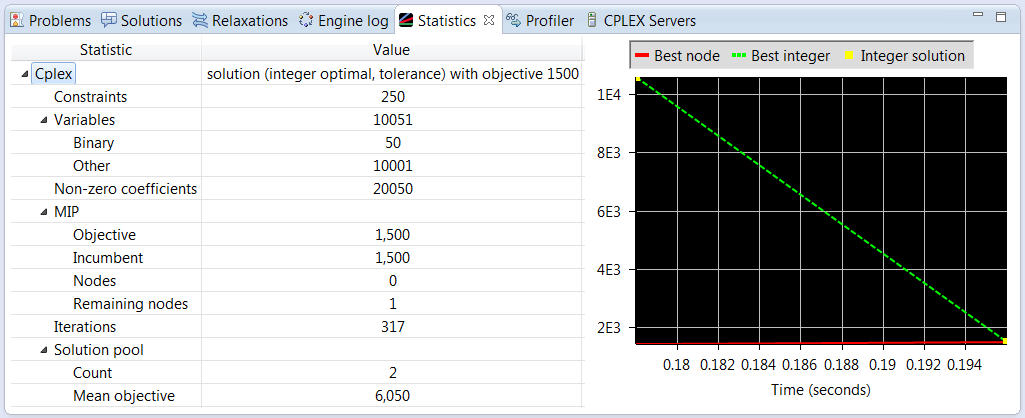 Problems Solutions Relaxations Engine log Statistics Profiler CPLEX Servers
Statistic Value
Cplex solution (integer optimal, tolerance) with objective 1500
Constraints 250
Variables 10051
Binary 50
Other 10001
Non-zero coefficients 20050
MIP
Objective 1,500
Incumbent 1,500
Nodes 0
Remaining nodes 1
Iterations 317
Solution pool
Count 2
Mean objective 6,050
Best node Best integer Integer solution
1E4
8E3
6E3
4E3
2E3
0.18 0.182 0.184 0.186 0.188 0.19 0.192 0.194
Time (seconds)